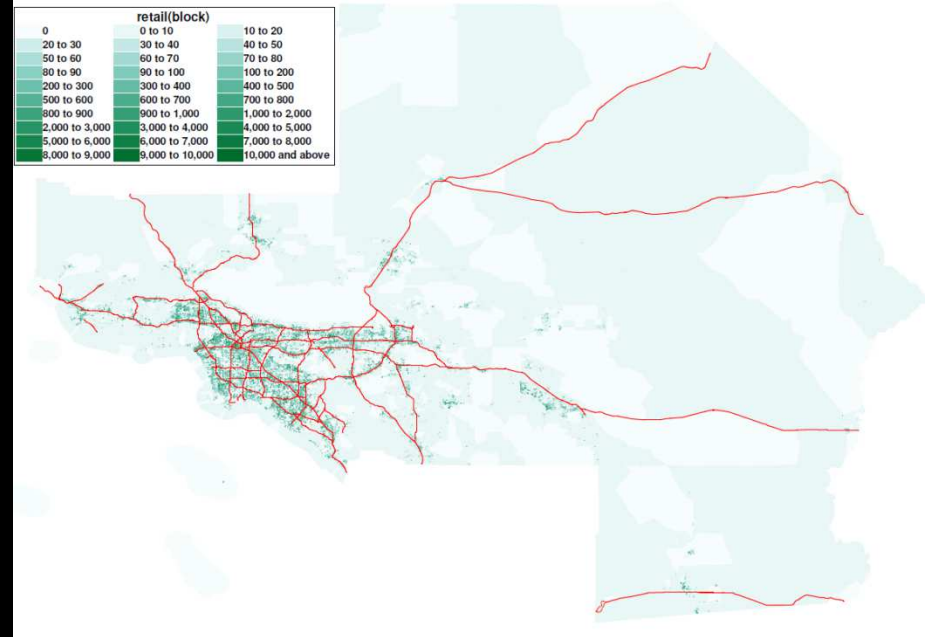 retail(block)
0 0 to 10 10 to 20
20 to 30 30 to 40 40 to 50
50 to 60 60 to 70 70 to 80
80 to 90 90 to 100 100 to 200
200 to 300 300 to 400 400 to 500
500 to 600 600 to 700 700 to 800
800 to 900 900 to 1,000 1,000 to 2,000
2,000 to 3,000 3,000 to 4,000 4,000 to 5,000
5,000 to 6,000 6,000 to 7,000 7,000 to 8,000
8,000 to 9,000 9,000 to 10,000 10,000 and above